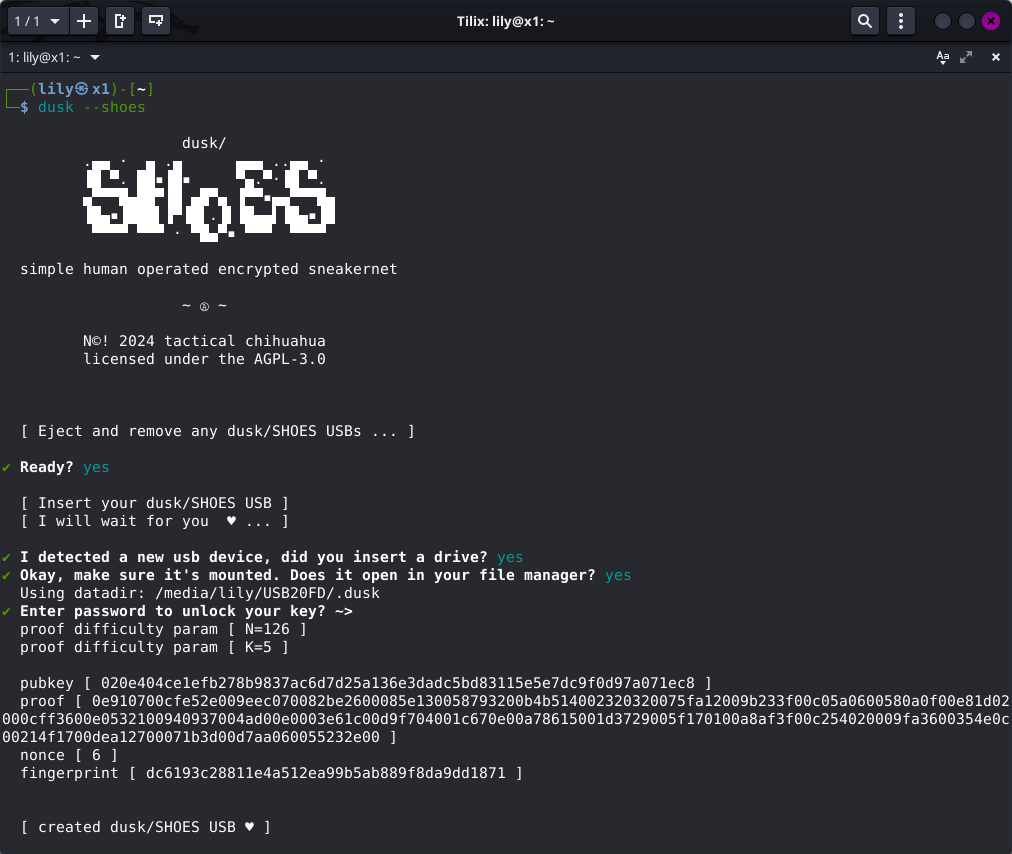 1 / 1
Tilix: lily@x1: ~
1: lily@x1: ~
Aa
┌──(lily㉿x1)-[~]
└─$ dusk --shoes
dusk/
SHoES
simple human operated encrypted sneakernet
~ Ⓐ ~
N©! 2024 tactical chihuahua
licensed under the AGPL-3.0
[ Eject and remove any dusk/SHOES USBs ... ]
✔ Ready? yes
[ Insert your dusk/SHOES USB ]
[ I will wait for you ♥ ... ]
✔ I detected a new usb device, did you insert a drive? yes
✔ Okay, make sure it's mounted. Does it open in your file manager? yes
Using datadir: /media/lily/USB20FD/.dusk
✔ Enter password to unlock your key? ~>
proof difficulty param [ N=126 ]
proof difficulty param [ K=5 ]
pubkey [ 020e404ce1efb278b9837ac6d7d25a136e3dadc5bd83115e5e7dc9f0d97a071ec8 ]
proof [ 0e910700cfe52e009eec070082be2600085e130058793200b4b514002320320075fa12009b233f00c05a0600580a0f00e81d02
000cff3600e0532100940937004ad00e0003e61c00d9f704001c670e00a78615001d3729005f170100a8af3f00c254020009fa3600354e0c
00214f1700dea12700071b3d00d7aa060055232e00 ]
nonce [ 6 ]
fingerprint [ dc6193c28811e4a512ea99b5ab889f8da9dd1871 ]
[ created dusk/SHOES USB ♥ ]